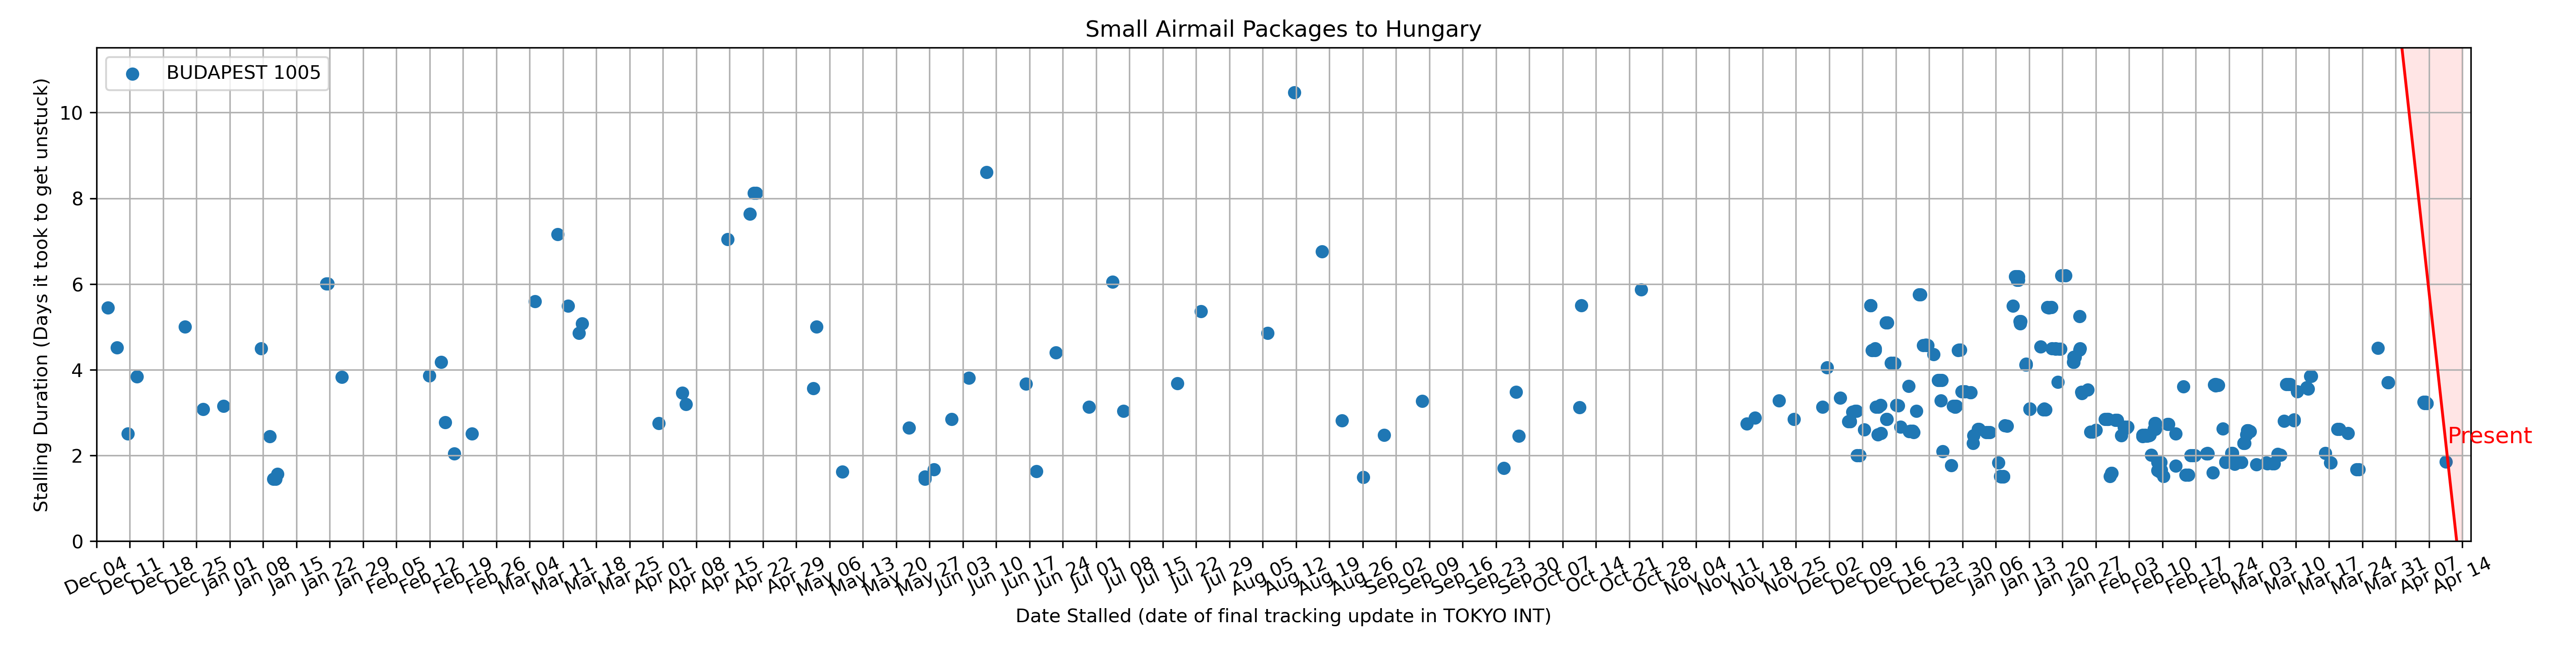 Small Airmail Packages to Hungary
BUDAPEST 1005
Stalling Duration (Days it took to get unstuck)
10
8
6
4
2
0
Present
Dec 04 Dec 11 Dec 18 Dec 25 Jan 01 Jan 08 Jan 15 Jan 22 Jan 29 Feb 05 Feb 12 Feb 19 Feb 26 Mar 04 Mar 11 Mar 18 Mar 25 Apr 01 Apr 08 Apr 15 Apr 22 Apr 29 May 06 May 13 May 20 May 27 Jun 03 Jun 10 Jun 17 Jun 24 Jul 01 Jul 08 Jul 15 Jul 22 Jul 29 Aug 05 Aug 12 Aug 19 Aug 26 Sep 02 Sep 09 Sep 16 Sep 23 Sep 30 Oct 07 Oct 14 Oct 21 Oct 28 Nov 04 Nov 11 Nov 18 Nov 25 Dec 02 Dec 09 Dec 16 Dec 23 Dec 30 Jan 06 Jan 13 Jan 20 Jan 27 Feb 03 Feb 10 Feb 17 Feb 24 Mar 03 Mar 10 Mar 17 Mar 24 Mar 31 Apr 07 Apr 14
Date Stalled (date of final tracking update in TOKYO INT)